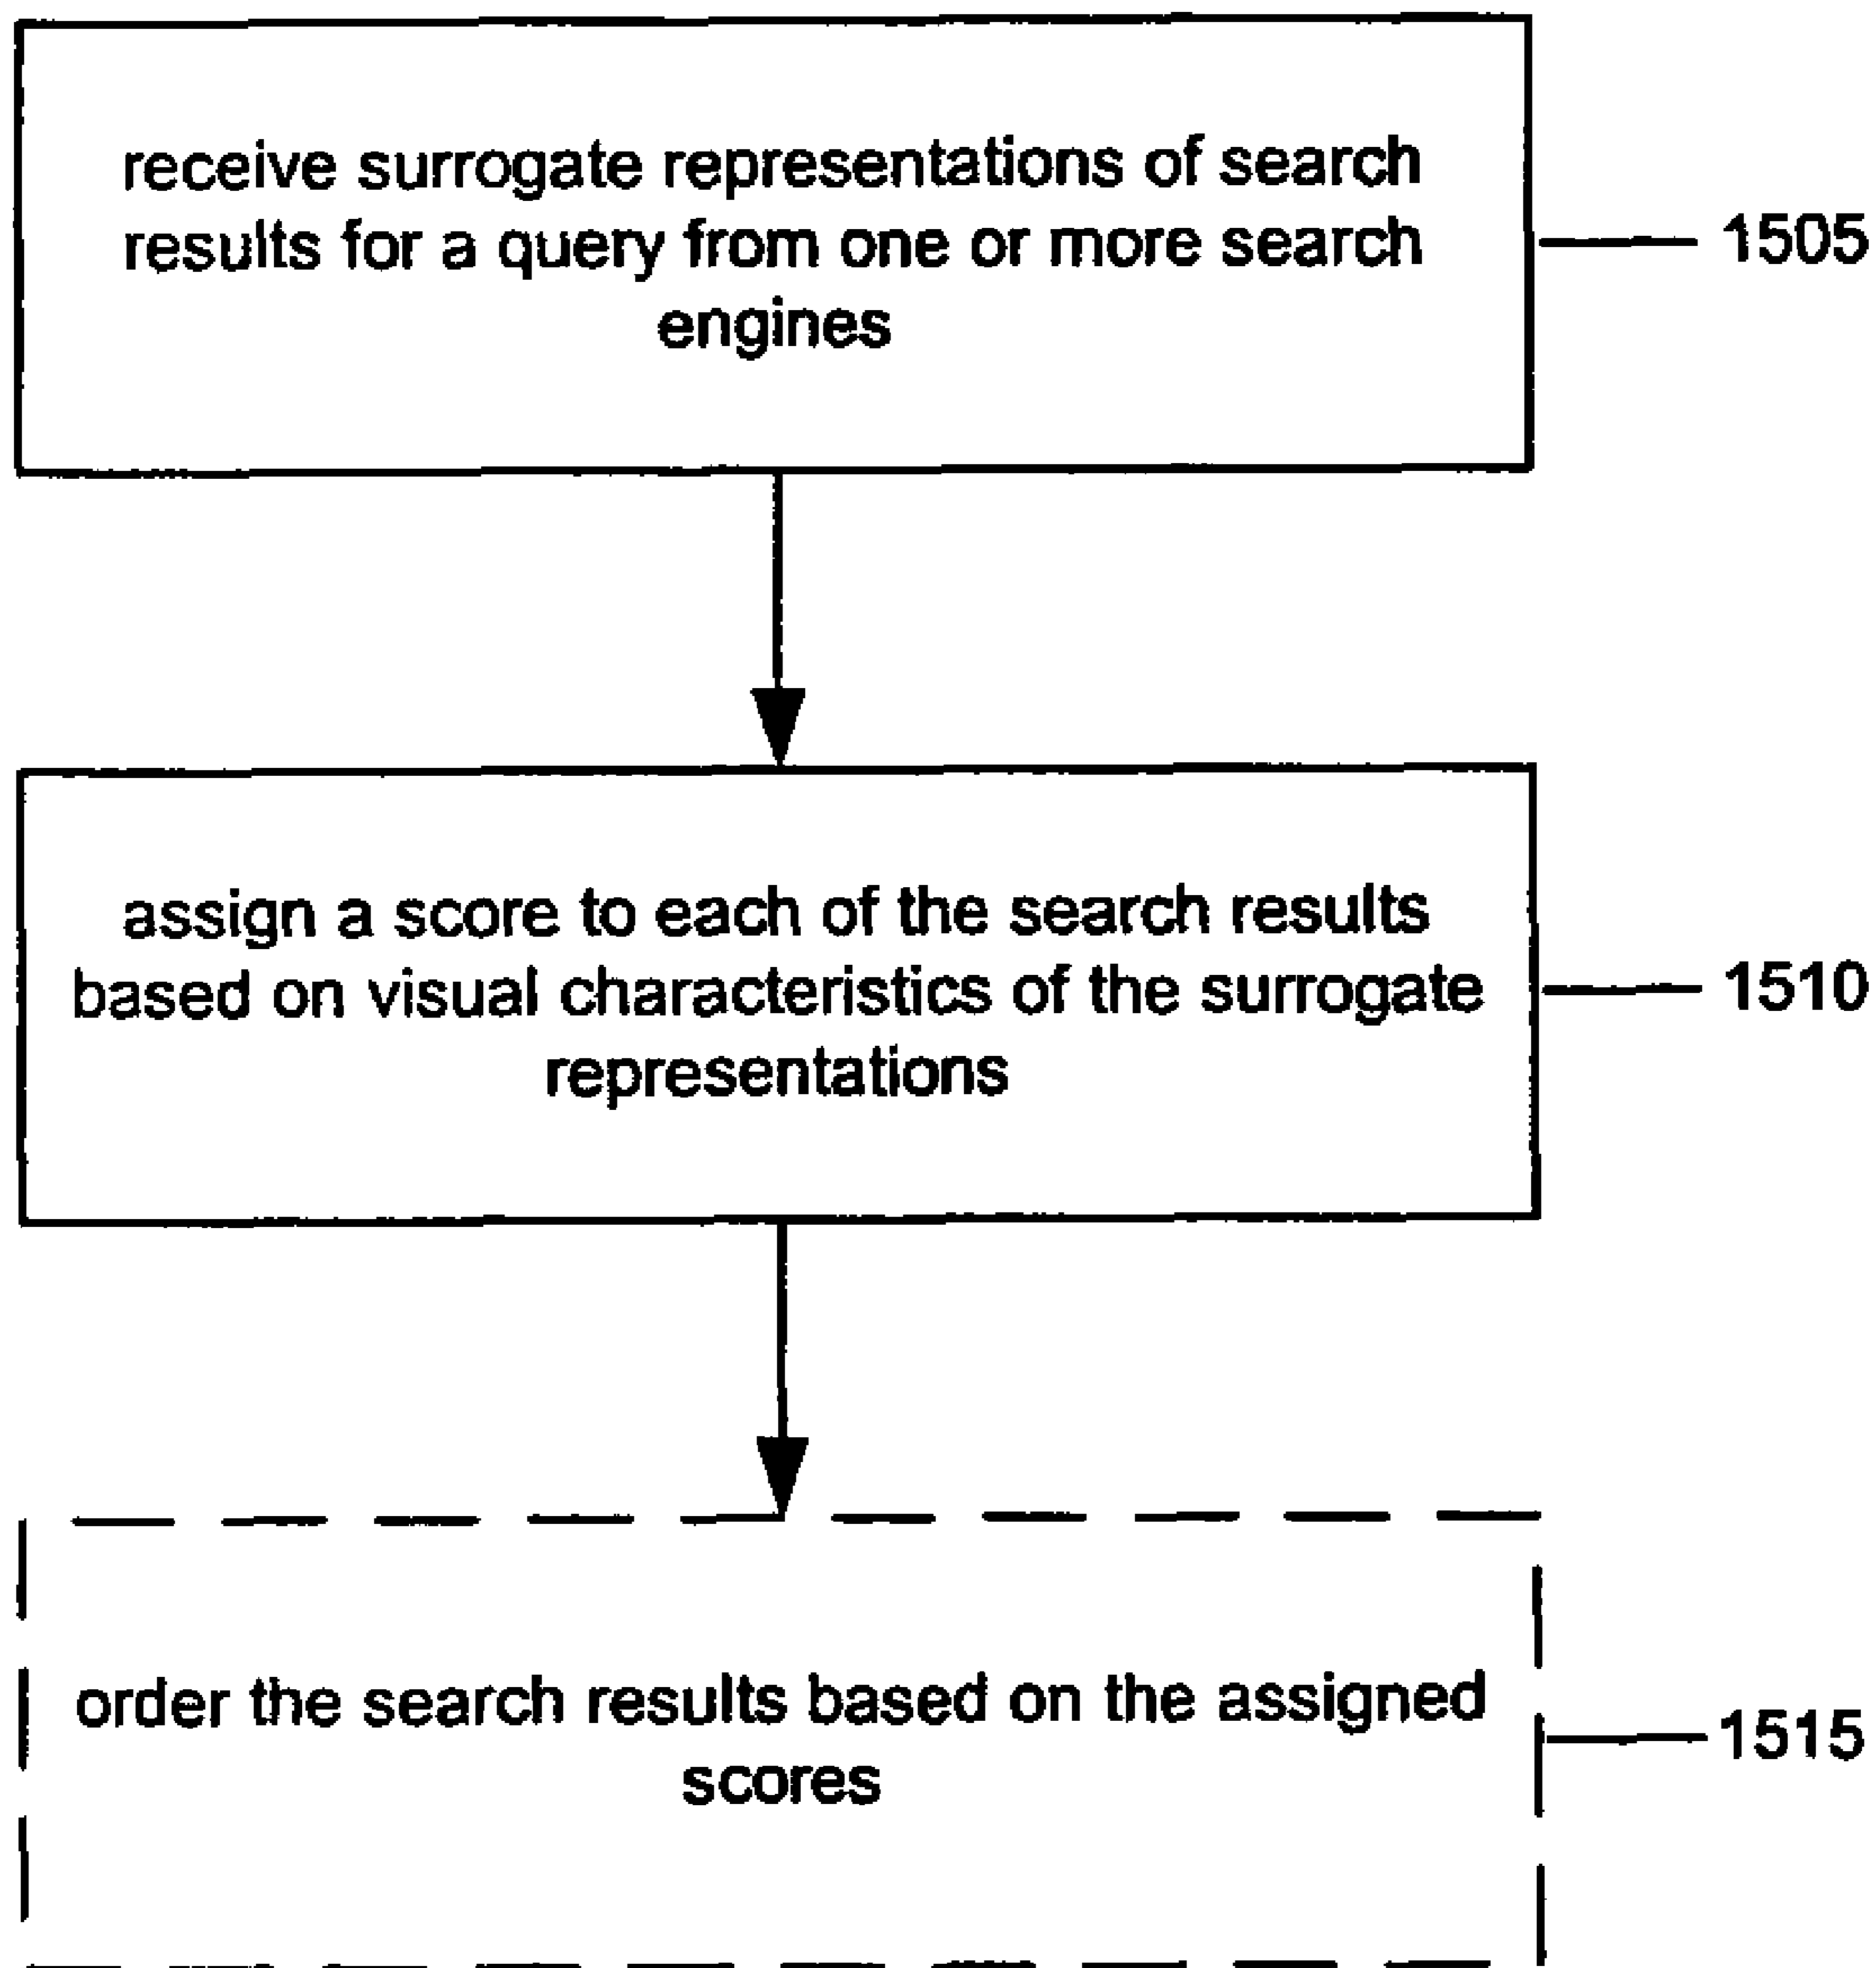 receive surrogate representations of search
results for a query from one or more search
engines
1505
assign a score to each of the search results
based on visual characteristics of the surrogate
representations
1510
order the search results based on the assigned
scores
1515